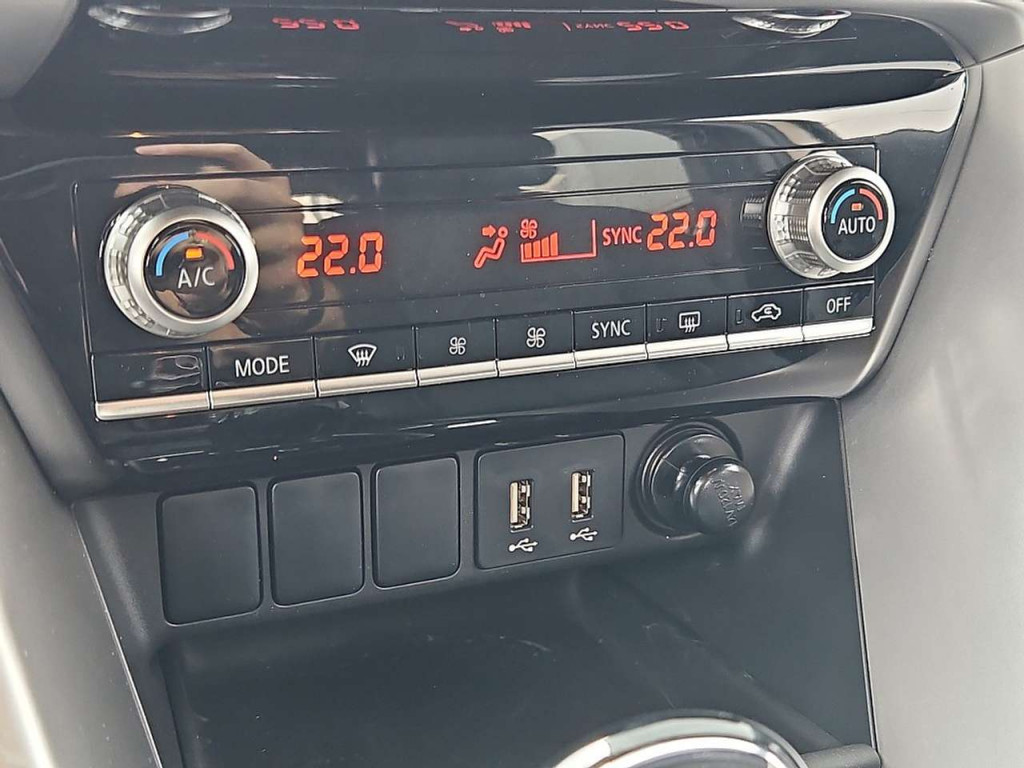 22.0 SYNC 22.0
A/C AUTO
MODE SYNC OFF